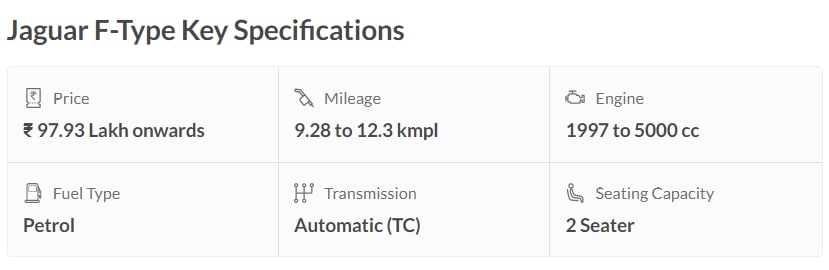 Jaguar F-Type Key Specifications
Price
₹ 97.93 Lakh onwards
Mileage
9.28 to 12.3 kmpl
Engine
1997 to 5000 cc
Fuel Type
Petrol
Transmission
Automatic (TC)
Seating Capacity
2 Seater